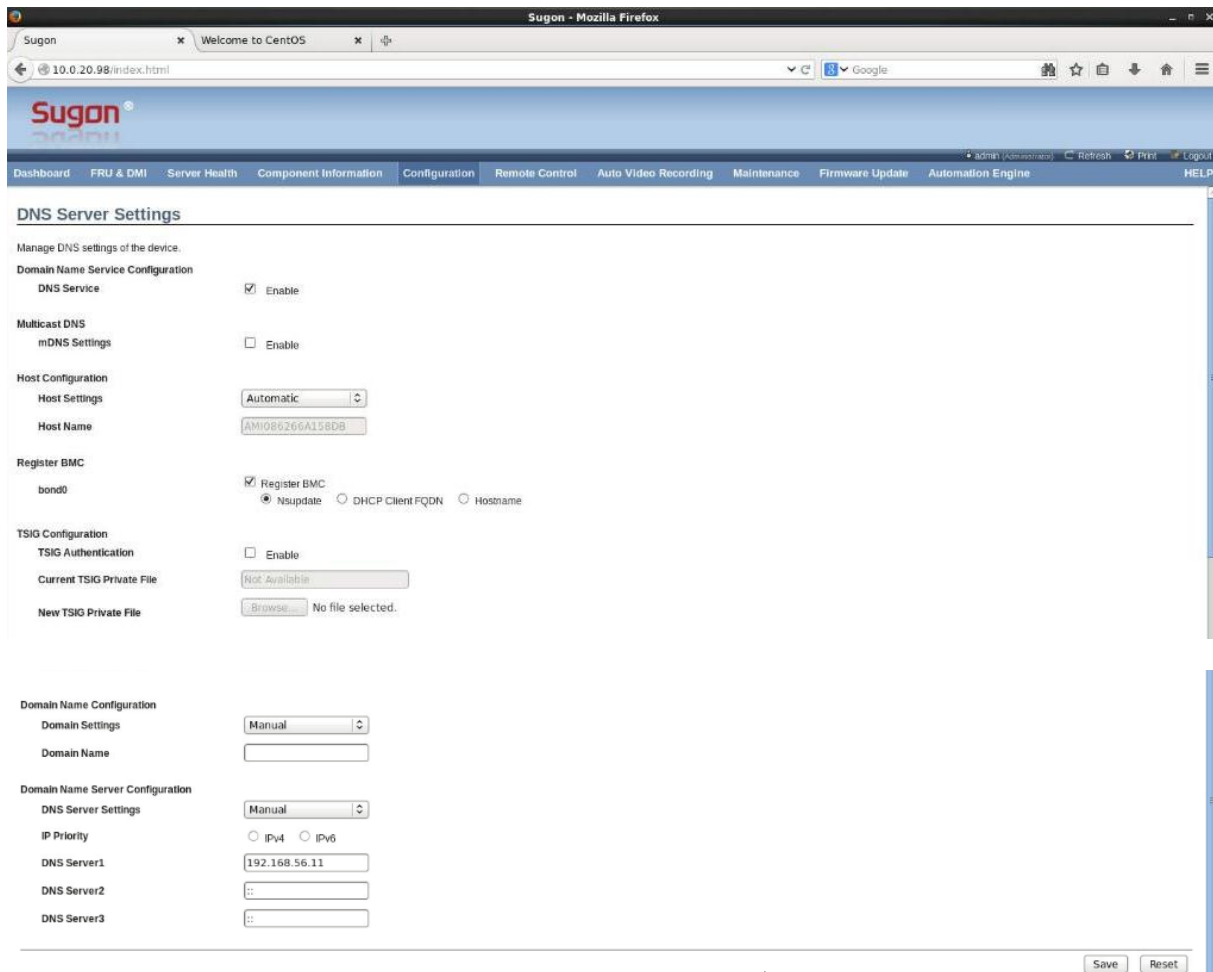 Sugon - Mozilla Firefox
Sugon Welcome to CentOS
10.0.20.98/index.html Google
Sugon®
admin (Administrator) Refresh Print Logout
Dashboard FRU & DMI Server Health Component Information Configuration Remote Control Auto Video Recording Maintenance Firmware Update Automation Engine HELP
DNS Server Settings
Manage DNS settings of the device.
Domain Name Service Configuration
DNS Service Enable
Multicast DNS
mDNS Settings Enable
Host Configuration
Host Settings Automatic
Host Name AMI086266A158DB
Register BMC
Register BMC
bond0
Nsupdate DHCP Client FQDN Hostname
TSIG Configuration
TSIG Authentication Enable
Current TSIG Private File Not Available
New TSIG Private File Browse... No file selected.
Domain Name Configuration
Domain Settings Manual
Domain Name
Domain Name Server Configuration
DNS Server Settings Manual
IP Priority IPv4 IPv6
DNS Server1 192.168.56.11
DNS Server2 ::
DNS Server3 ::
Save Reset